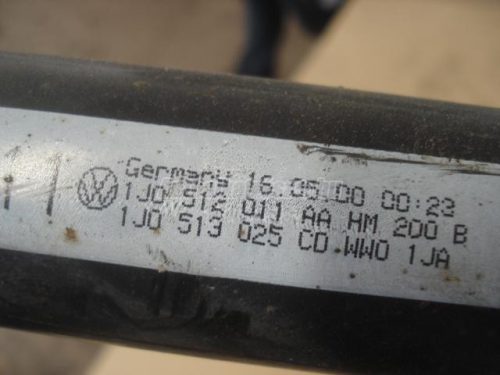 Germany 16.05.00 00:23
1J0 512 011 AA HM 200 B
1J0 513 025 CD WW0 1JA